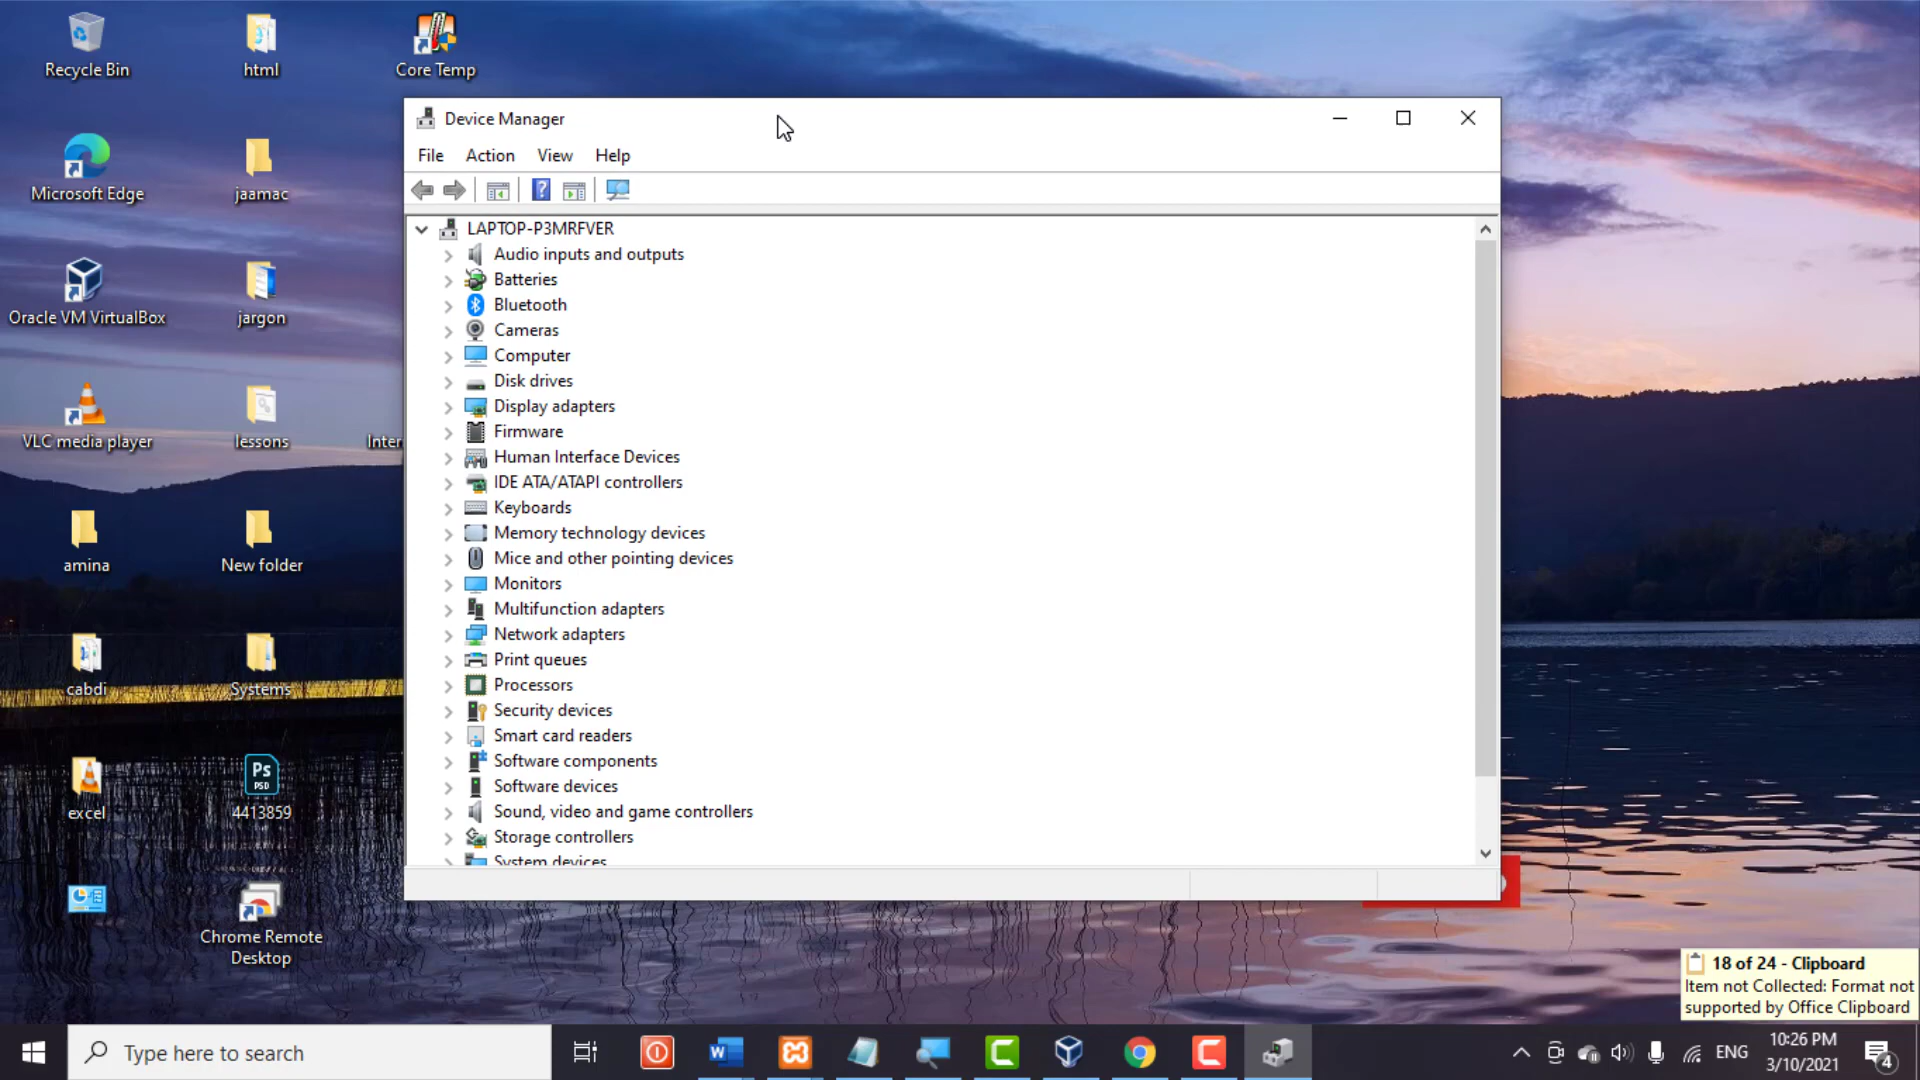 Recycle Bin
html
Core Temp
Microsoft Edge
jaamac
Oracle VM VirtualBox
jargon
VLC media player
lessons
Inter
amina
New folder
cabdi
Systems
excel
Ps
PSD
4413859
Chrome Remote
Desktop
Device Manager
File Action View Help
LAPTOP-P3MRFVER
Audio inputs and outputs
Batteries
Bluetooth
Cameras
Computer
Disk drives
Display adapters
Firmware
Human Interface Devices
IDE ATA/ATAPI controllers
Keyboards
Memory technology devices
Mice and other pointing devices
Monitors
Multifunction adapters
Network adapters
Print queues
Processors
Security devices
Smart card readers
Software components
Software devices
Sound, video and game controllers
Storage controllers
System devices
18 of 24 - Clipboard
Item not Collected: Format not
supported by Office Clipboard
Type here to search
ENG
10:26 PM
3/10/2021
4